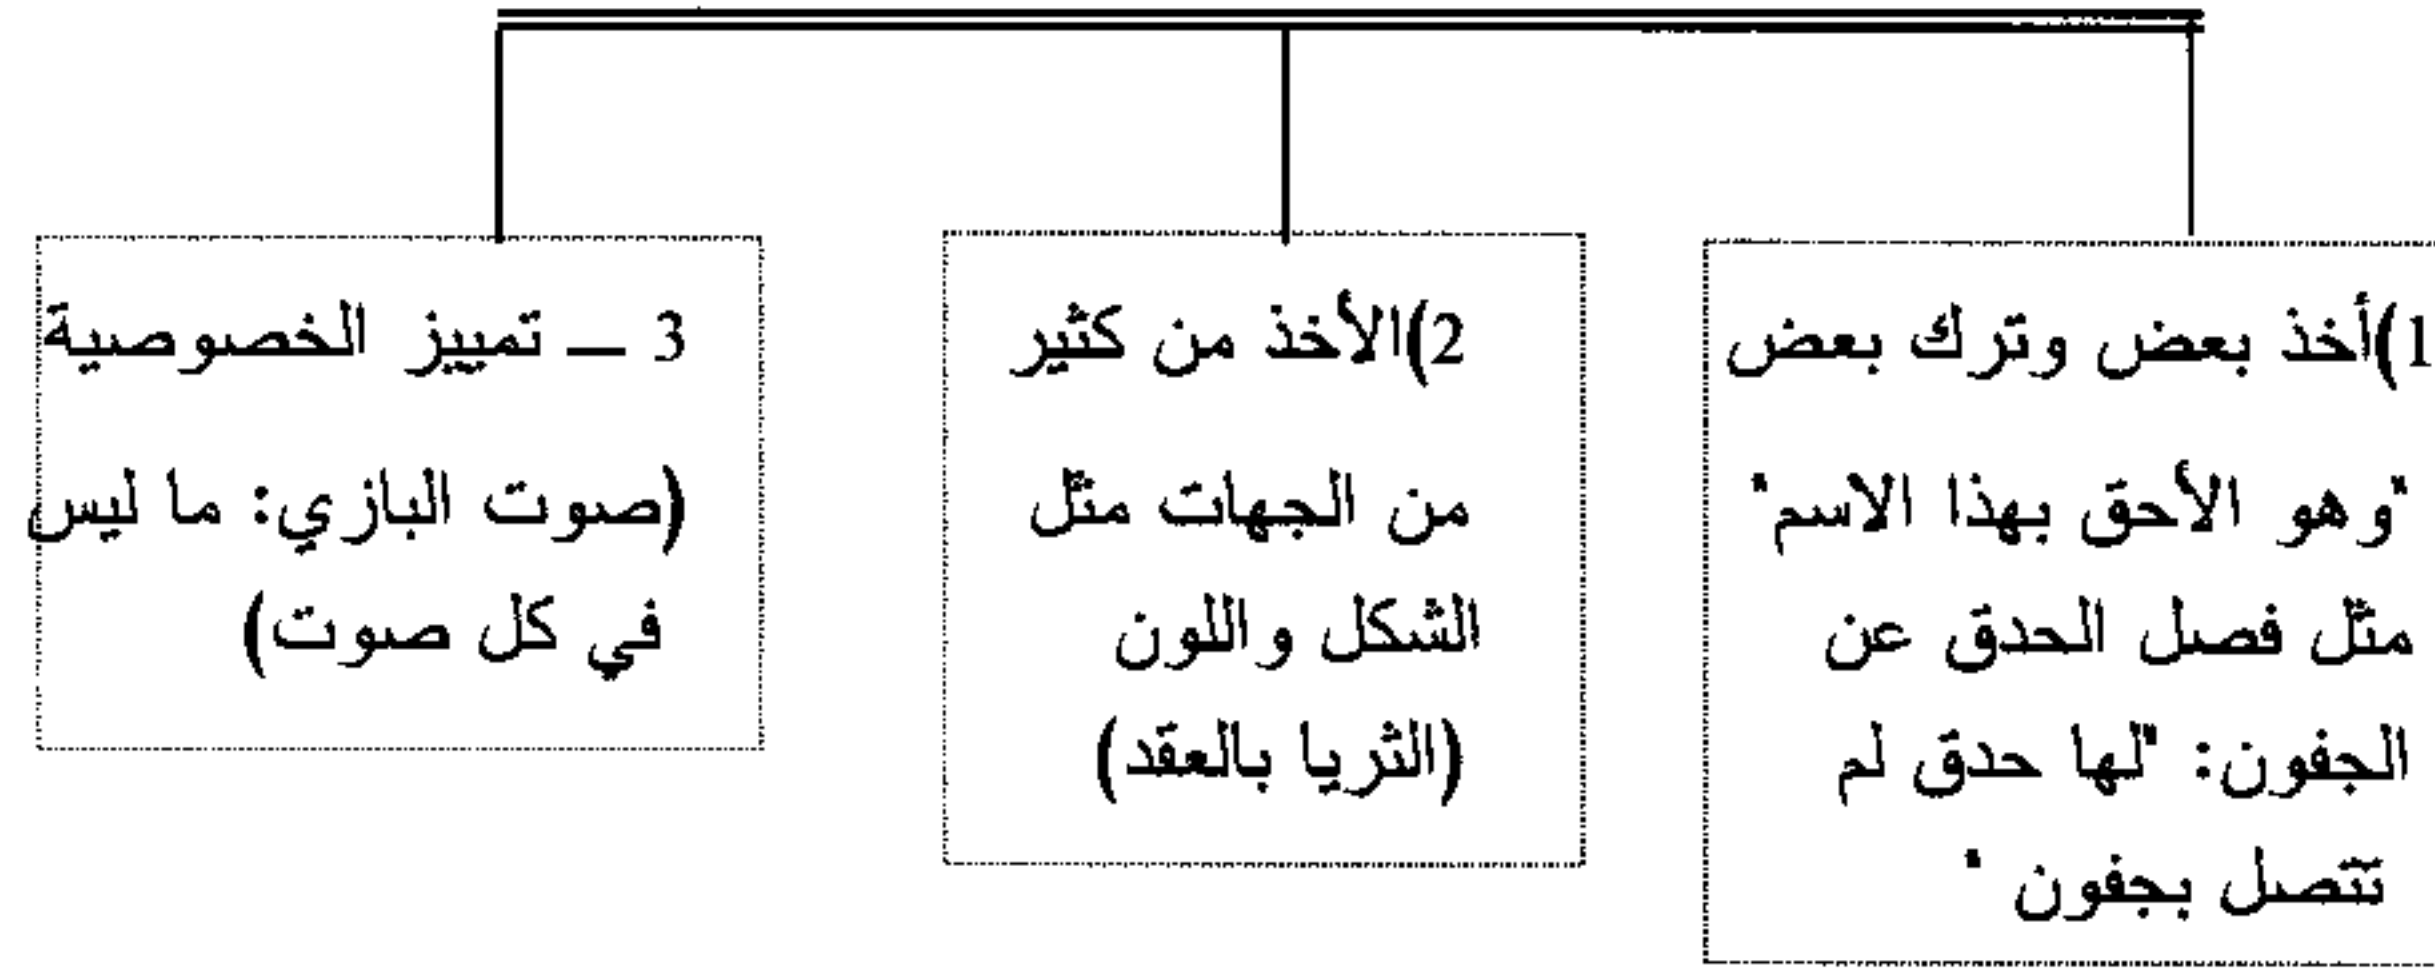 1)أخذ بعض وترك بعض
"وهو الأحق بهذا الاسم"
مثل فصل الحدق عن
الجفون: "لها حدق لم
تتصل بجفون "
2)الأخذ من كثير
من الجهات مثل
الشكل واللون
(الثريا بالعقد)
3 ـ تمييز الخصوصية
(صوت البازي: ما ليس
في كل صوت)